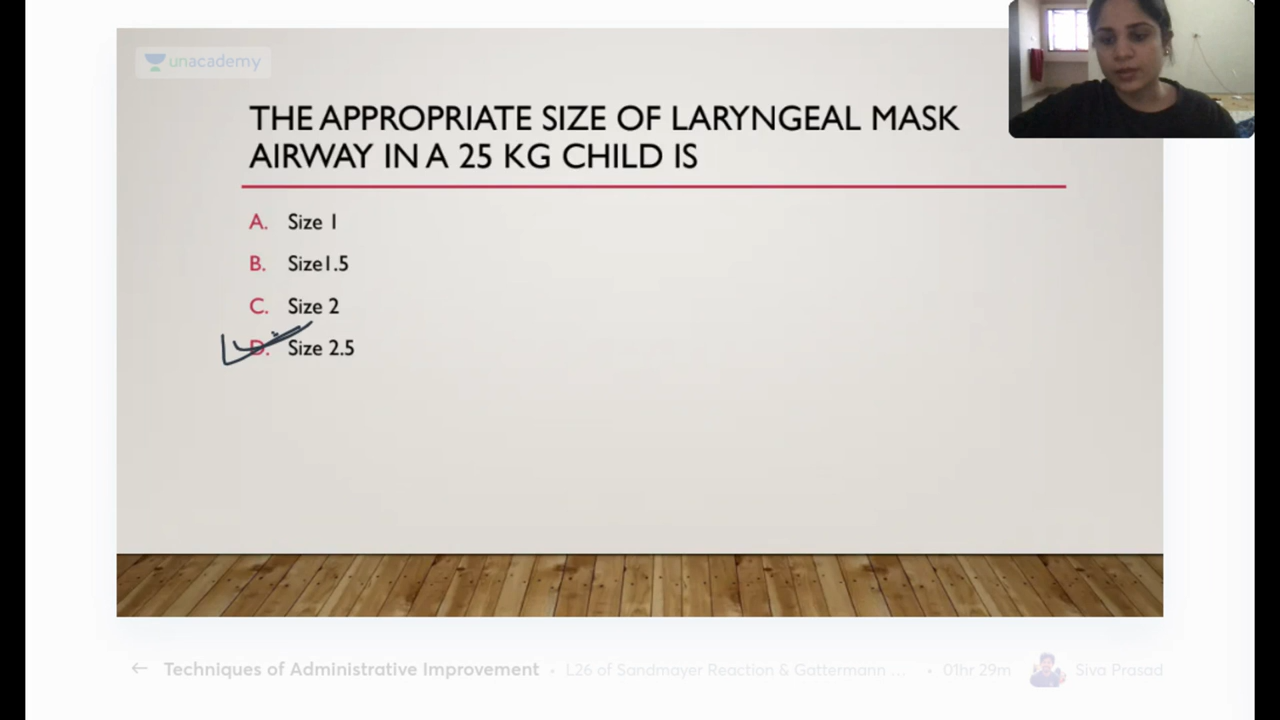 unacademy
THE APPROPRIATE SIZE OF LARYNGEAL MASK
AIRWAY IN A 25 KG CHILD IS
A. Size 1
B. Size1.5
C. Size 2
D. Size 2.5
← Techniques of Administrative Improvement • L26 of Sandmayer Reaction & Gattermann ... • 01hr 29m Siva Prasad